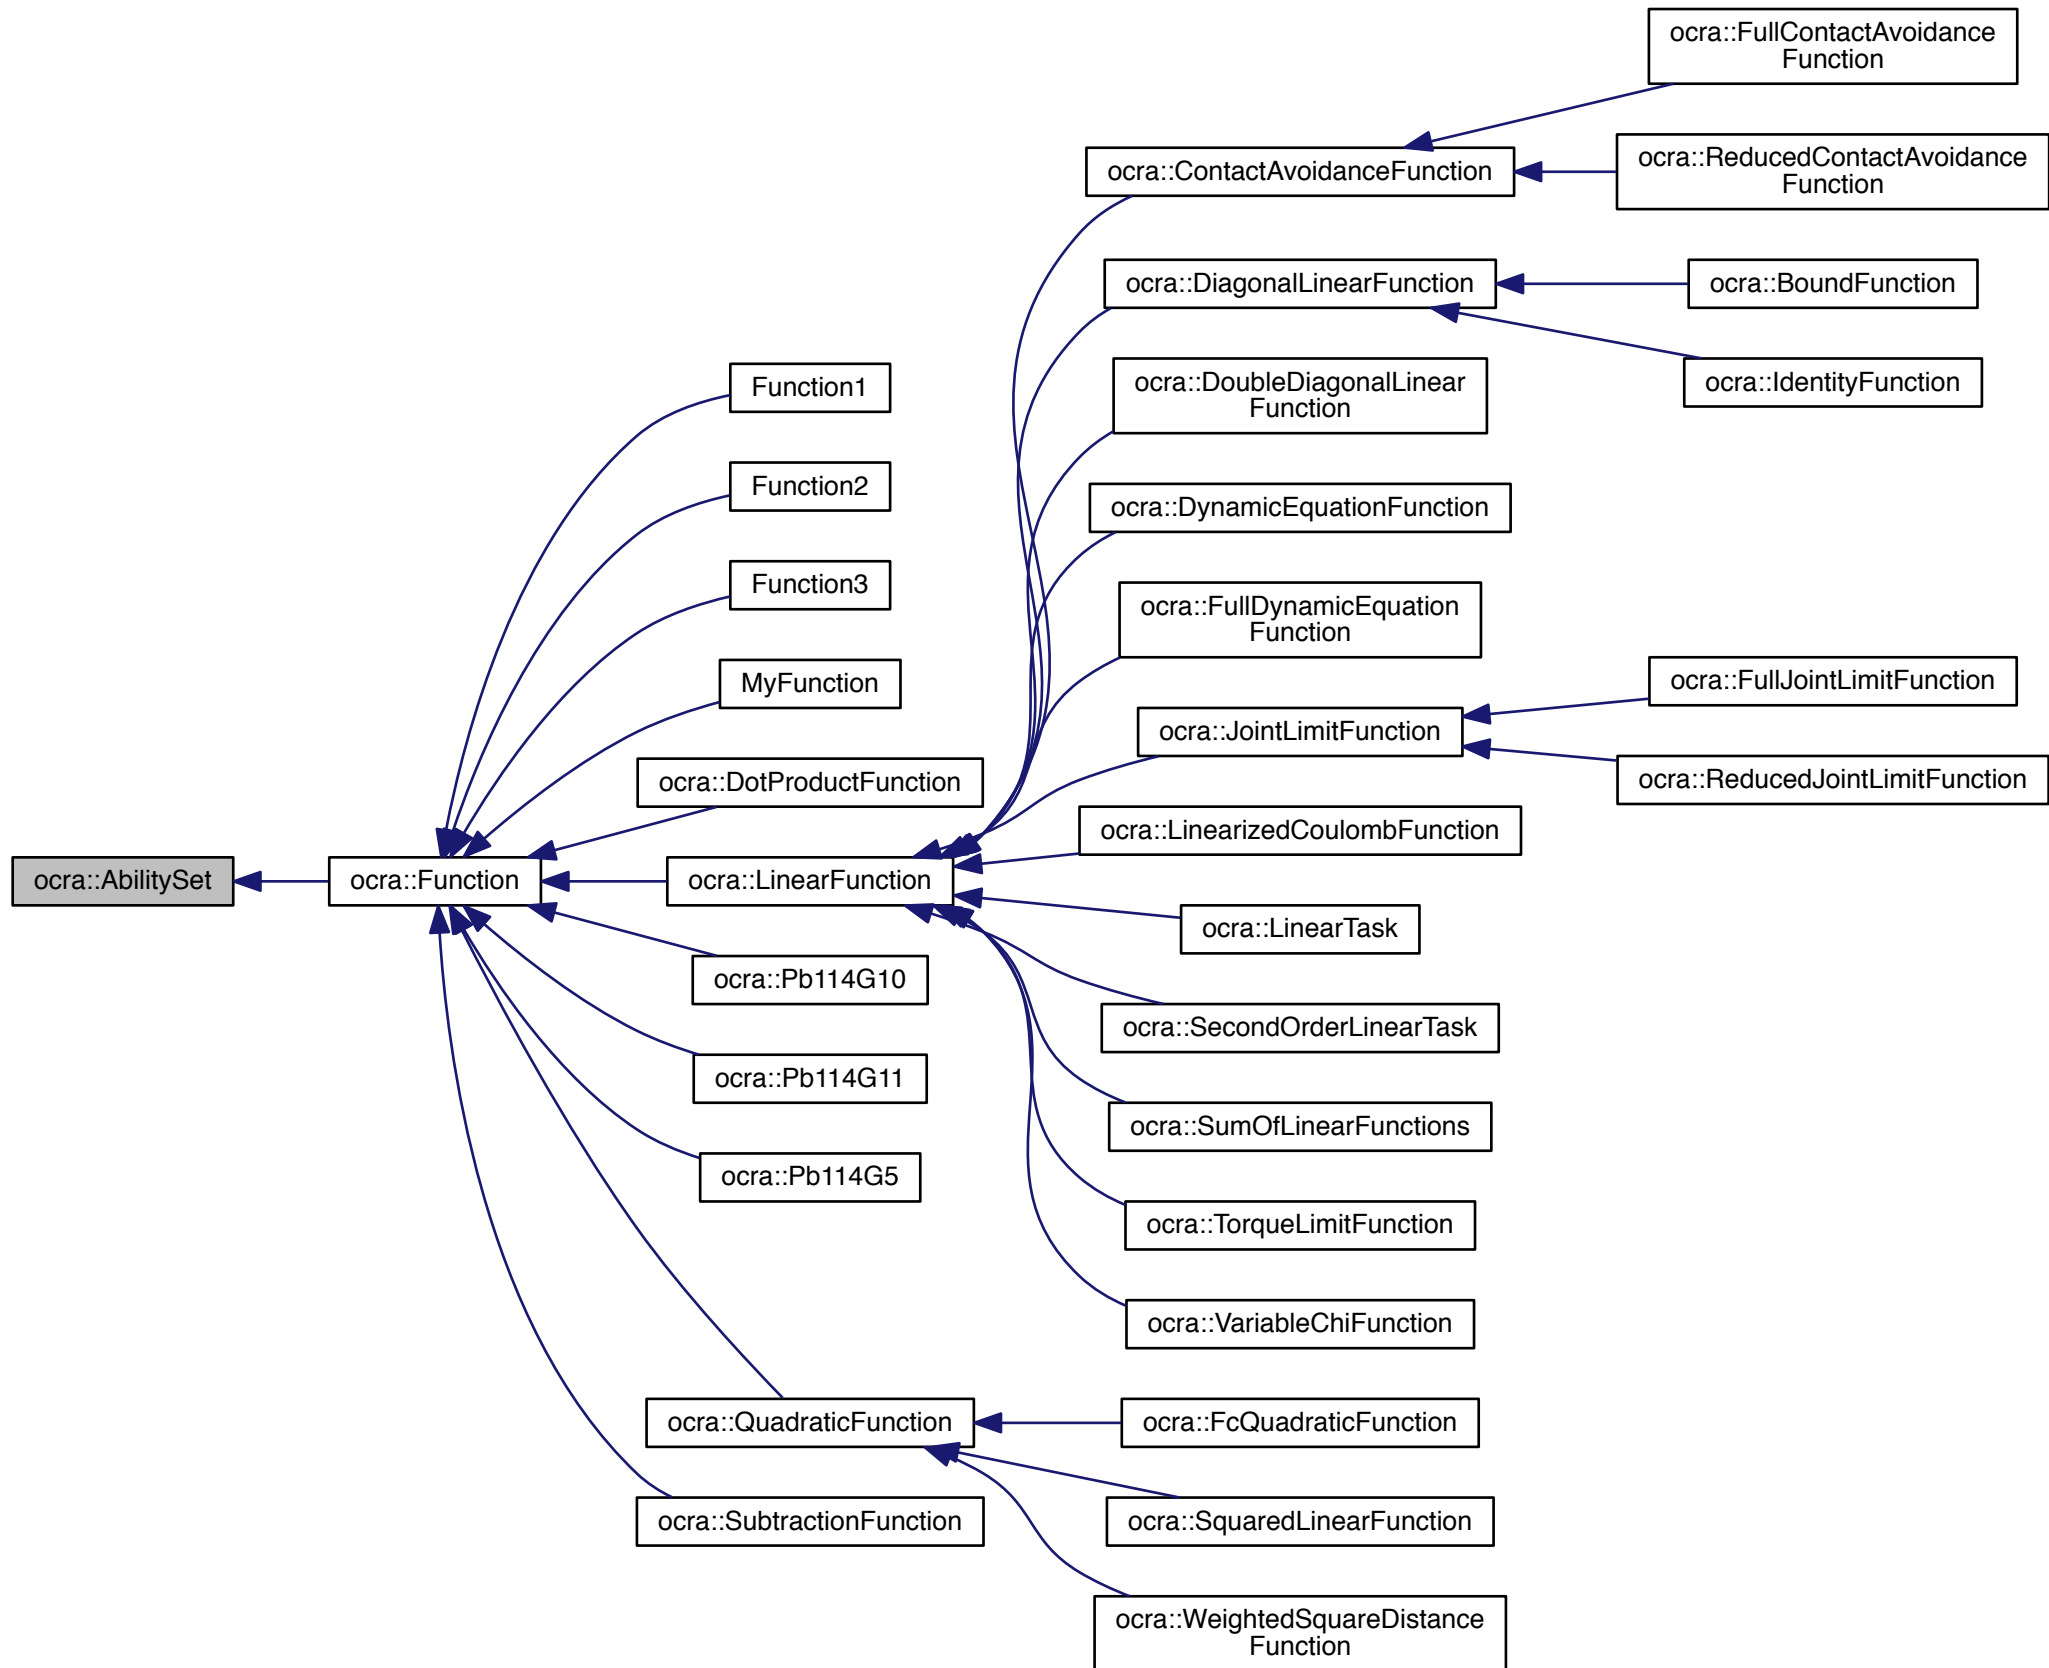 ocra::AbilitySet
ocra::Function
Function1
Function2
Function3
MyFunction
ocra::DotProductFunction
ocra::LinearFunction
ocra::Pb114G10
ocra::Pb114G11
ocra::Pb114G5
ocra::QuadraticFunction
ocra::SubtractionFunction
ocra::ContactAvoidanceFunction
ocra::DiagonalLinearFunction
ocra::DoubleDiagonalLinear
Function
ocra::DynamicEquationFunction
ocra::FullDynamicEquation
Function
ocra::JointLimitFunction
ocra::LinearizedCoulombFunction
ocra::LinearTask
ocra::SecondOrderLinearTask
ocra::SumOfLinearFunctions
ocra::TorqueLimitFunction
ocra::VariableChiFunction
ocra::FcQuadraticFunction
ocra::SquaredLinearFunction
ocra::WeightedSquareDistance
Function
ocra::FullContactAvoidance
Function
ocra::ReducedContactAvoidance
Function
ocra::BoundFunction
ocra::IdentityFunction
ocra::FullJointLimitFunction
ocra::ReducedJointLimitFunction